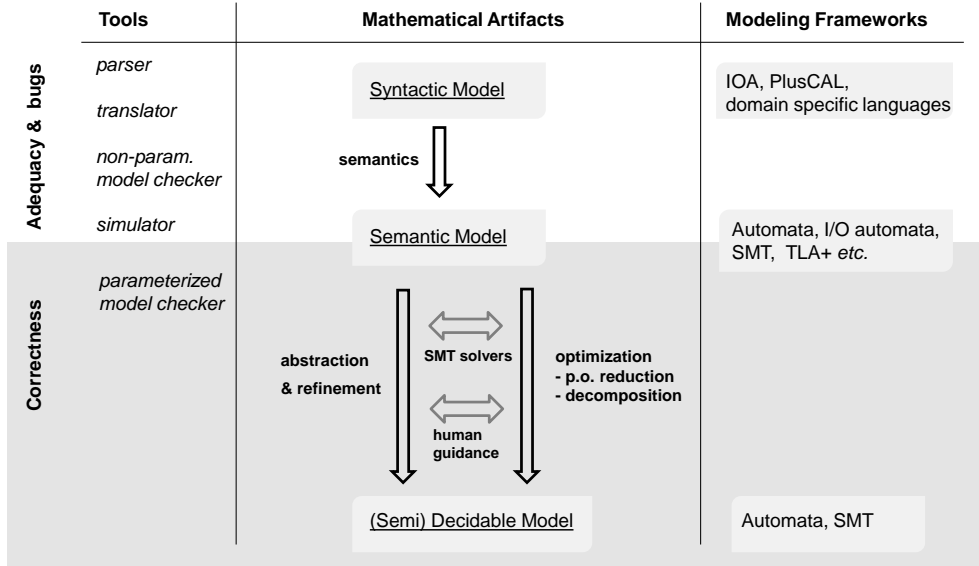 Tools
Mathematical Artifacts
Modeling Frameworks
Adequacy & bugs
parser
translator
non-param.
model checker
simulator
Syntactic Model
semantics
Semantic Model
IOA, PlusCAL,
domain specific languages
Automata, I/O automata,
SMT, TLA+ etc.
Correctness
parameterized
model checker
abstraction
& refinement
SMT solvers
human
guidance
optimization
- p.o. reduction
- decomposition
(Semi) Decidable Model
Automata, SMT